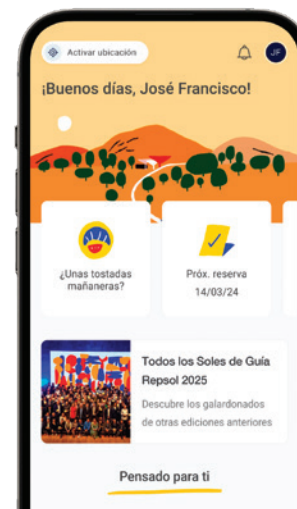 Activar ubicación
JF
¡Buenos días, José Francisco!
¿Unas tostadas
mañaneras?
Próx. reserva
14/03/24
Todos los Soles de Guía
Repsol 2025
Descubre los galardonados
de otras ediciones anteriores
Pensado para ti